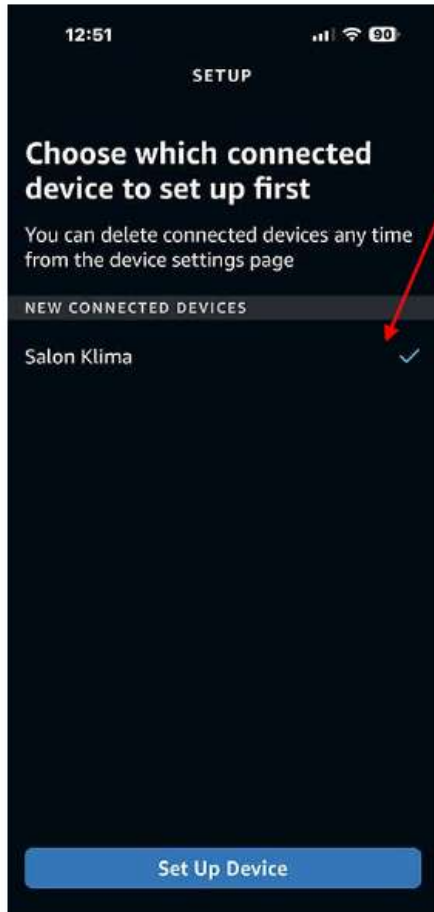 12:51 90
SETUP
Choose which connected
device to set up first
You can delete connected devices any time
from the device settings page
NEW CONNECTED DEVICES
Salon Klima
Set Up Device